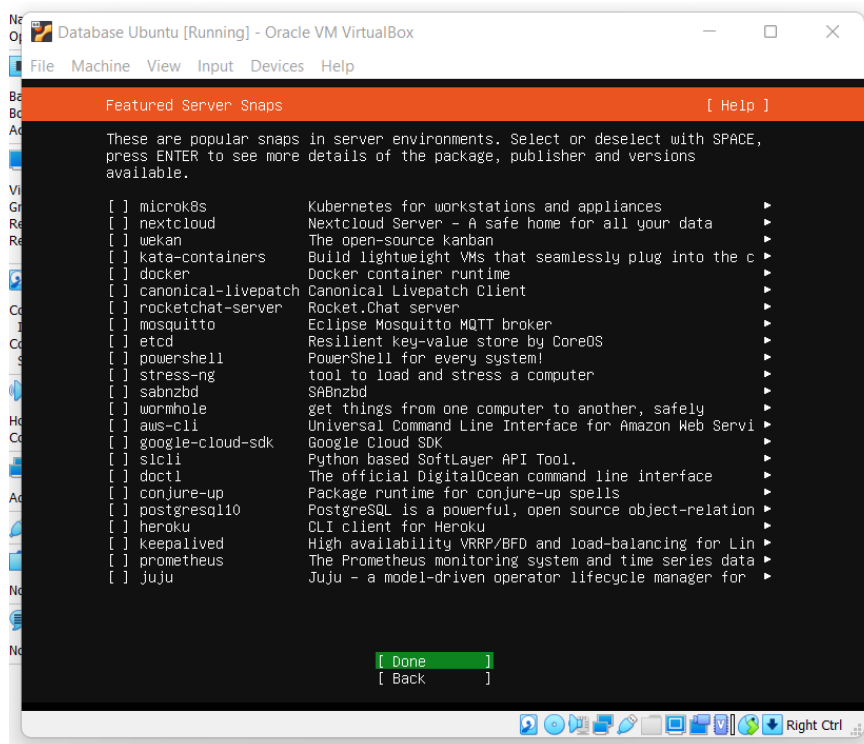 Database Ubuntu [Running] - Oracle VM VirtualBox
File Machine View Input Devices Help
Featured Server Snaps [ Help ]
These are popular snaps in server environments. Select or deselect with SPACE,
press ENTER to see more details of the package, publisher and versions
available.
[ ] microk8s Kubernetes for workstations and appliances
[ ] nextcloud Nextcloud Server - A safe home for all your data
[ ] wekan The open-source kanban
[ ] kata-containers Build lightweight VMs that seamlessly plug into the c
[ ] docker Docker container runtime
[ ] canonical-livepatch Canonical Livepatch Client
[ ] rocketchat-server Rocket.Chat server
[ ] mosquitto Eclipse Mosquitto MQTT broker
[ ] etcd Resilient key-value store by CoreOS
[ ] powershell PowerShell for every system!
[ ] stress-ng tool to load and stress a computer
[ ] sabnzbd SABnzbd
[ ] wormhole get things from one computer to another, safely
[ ] aws-cli Universal Command Line Interface for Amazon Web Servi
[ ] google-cloud-sdk Google Cloud SDK
[ ] slcli Python based SoftLayer API Tool.
[ ] doctl The official DigitalOcean command line interface
[ ] conjure-up Package runtime for conjure-up spells
[ ] postgresql10 PostgreSQL is a powerful, open source object-relation
[ ] heroku CLI client for Heroku
[ ] keepalived High availability VRRP/BFD and load-balancing for Lin
[ ] prometheus The Prometheus monitoring system and time series data
[ ] juju Juju - a model-driven operator lifecycle manager for
[ Done ]
[ Back ]
Right Ctrl